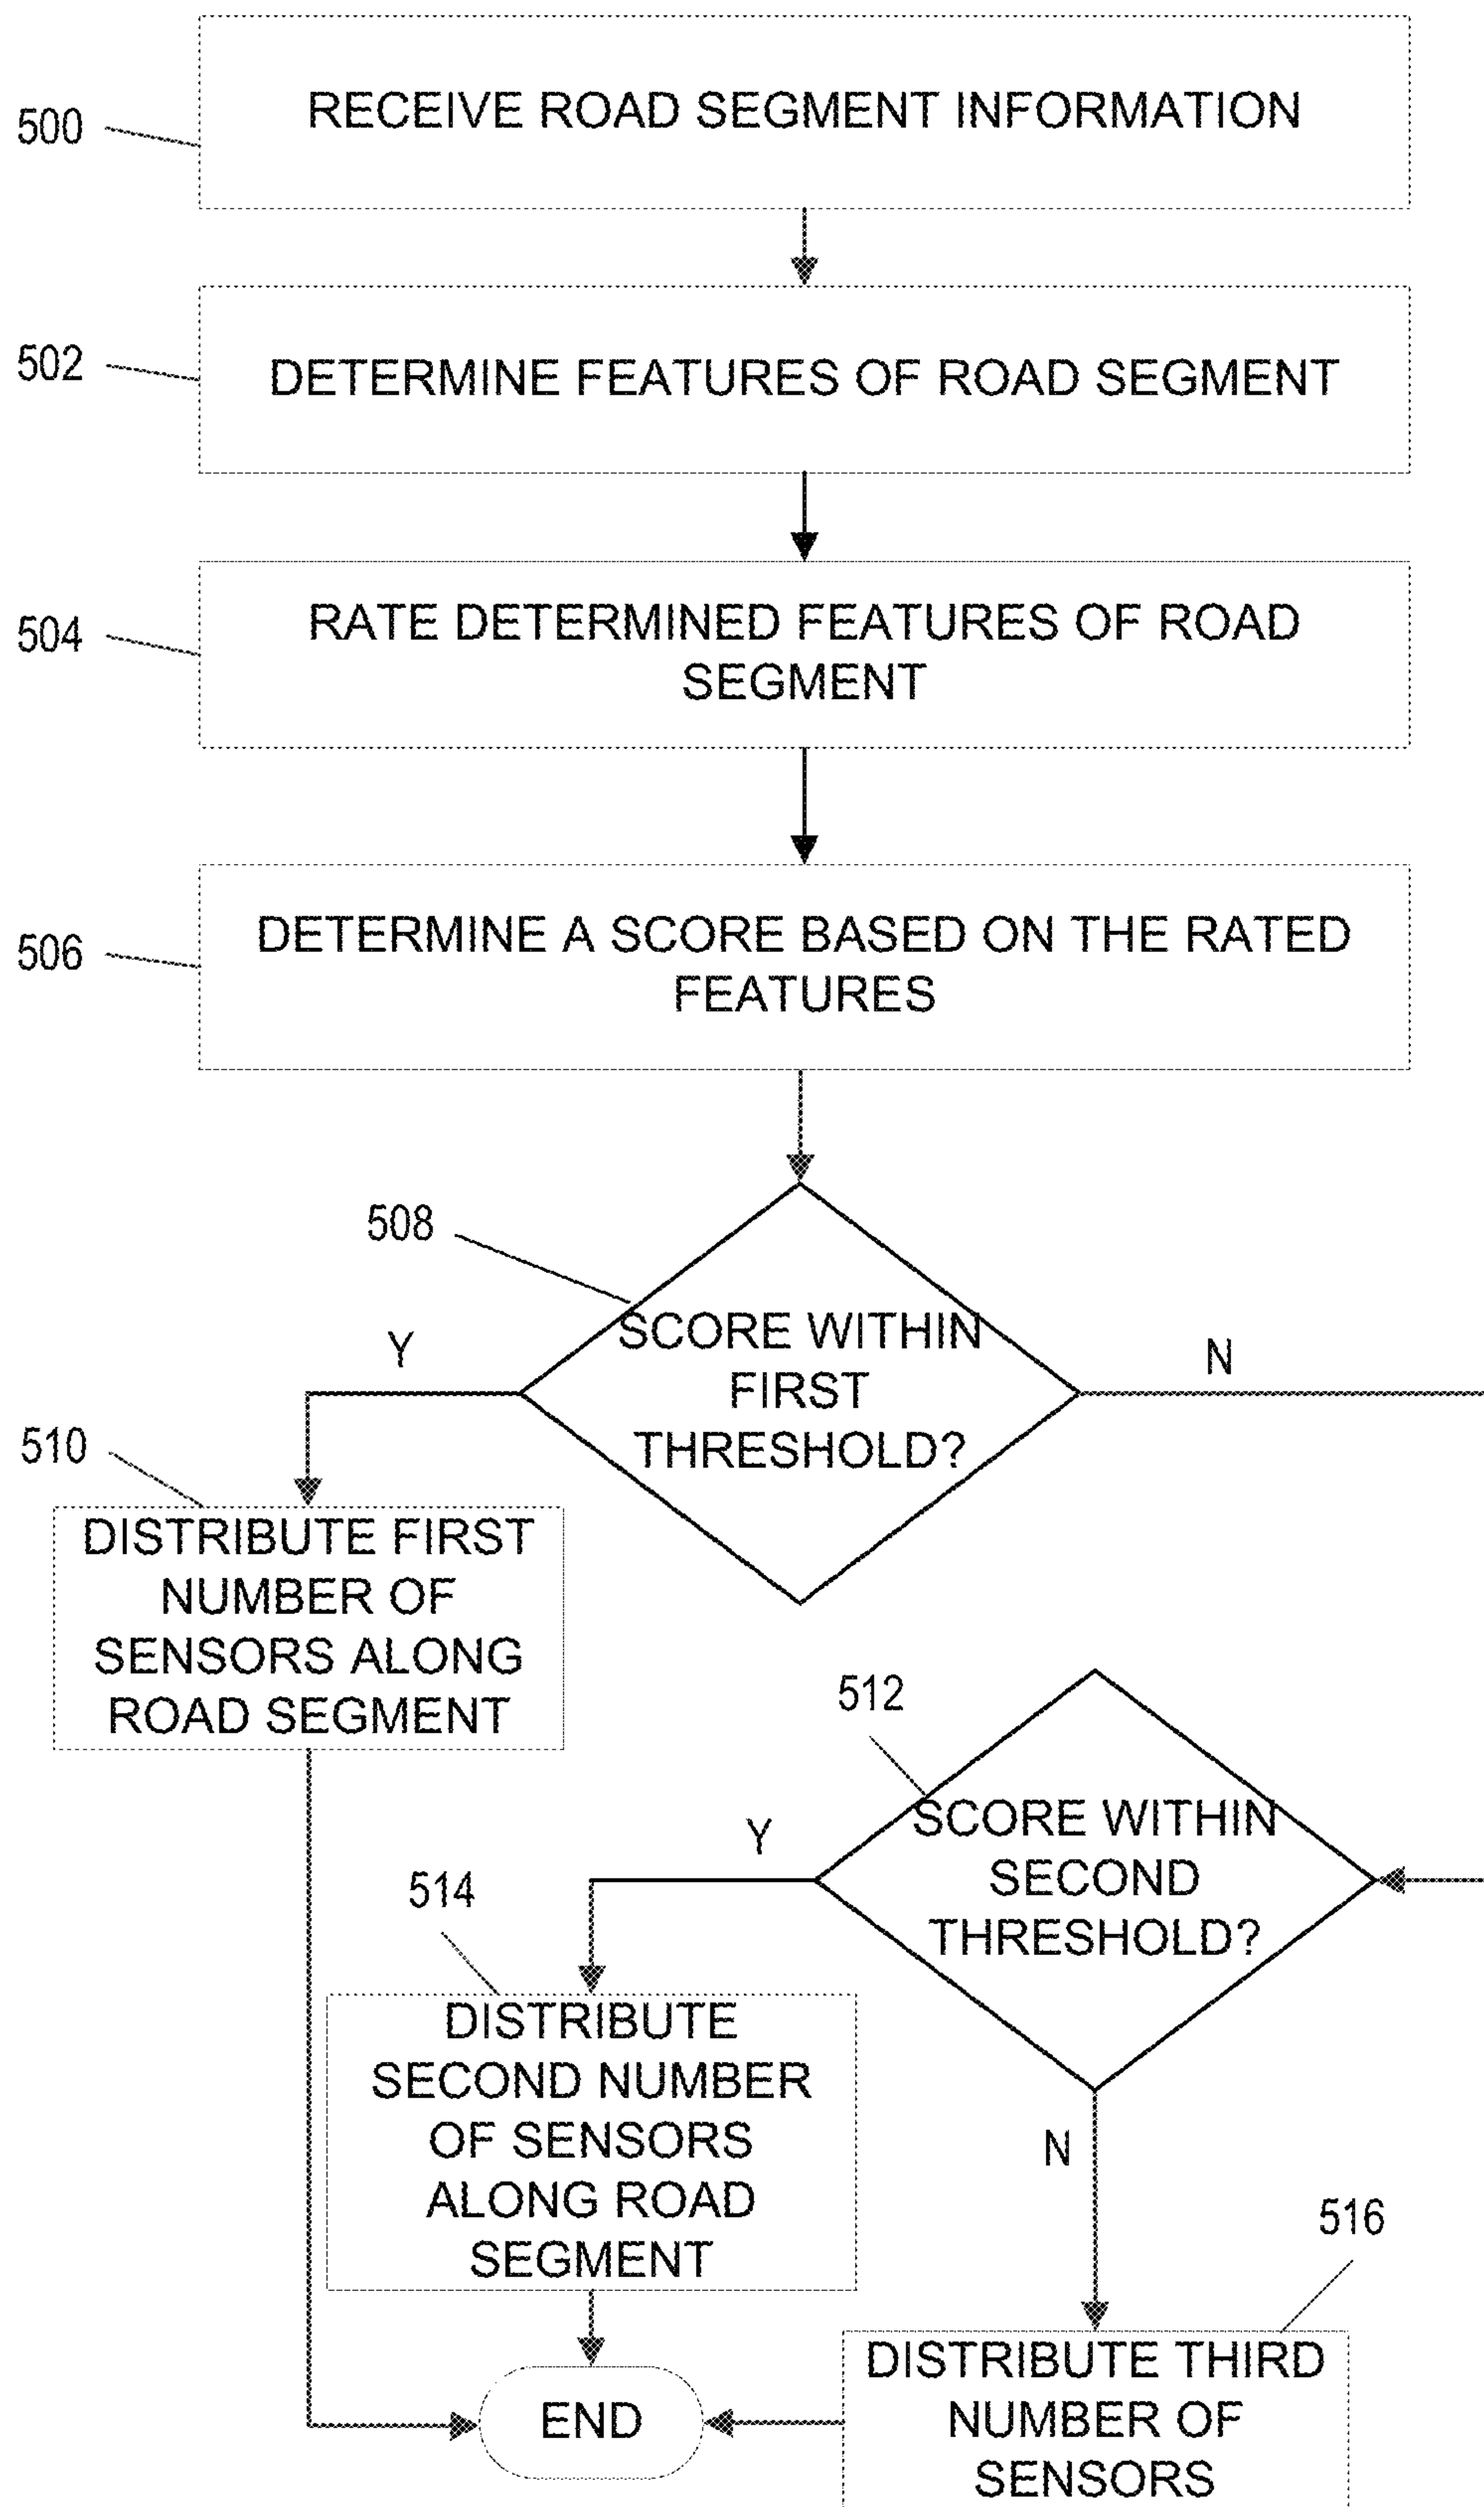 500
RECEIVE ROAD SEGMENT INFORMATION
502
DETERMINE FEATURES OF ROAD SEGMENT
504
RATE DETERMINED FEATURES OF ROAD
SEGMENT
506
DETERMINE A SCORE BASED ON THE RATED
FEATURES
508
SCORE WITHIN
FIRST
THRESHOLD?
Y
N
510
DISTRIBUTE FIRST
NUMBER OF
SENSORS ALONG
ROAD SEGMENT
512
SCORE WITHIN
SECOND
THRESHOLD?
Y
N
514
DISTRIBUTE
SECOND NUMBER
OF SENSORS
ALONG ROAD
SEGMENT
516
DISTRIBUTE THIRD
NUMBER OF
SENSORS
END